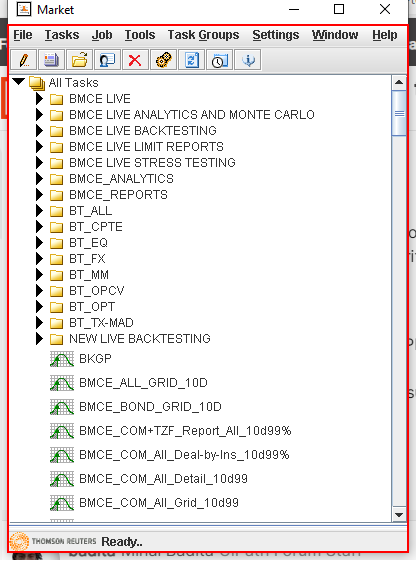 Market
File Tasks Job Tools Task Groups Settings Window Help
All Tasks
BMCE LIVE
BMCE LIVE ANALYTICS AND MONTE CARLO
BMCE LIVE BACKTESTING
BMCE LIVE LIMIT REPORTS
BMCE LIVE STRESS TESTING
BMCE_ANALYTICS
BMCE_REPORTS
BT_ALL
BT_CPTE
BT_EQ
BT_FX
BT_MM
BT_OPCV
BT_OPT
BT_TX-MAD
NEW LIVE BACKTESTING
BKGP
BMCE_ALL_GRID_10D
BMCE_BOND_GRID_10D
BMCE_COM+TZF_Report_All_10d99%
BMCE_COM_All_Deal-by-Ins_10d99%
BMCE_COM_All_Detail_10d99
BMCE_COM_All_Grid_10d99
THOMSON REUTERS Ready..